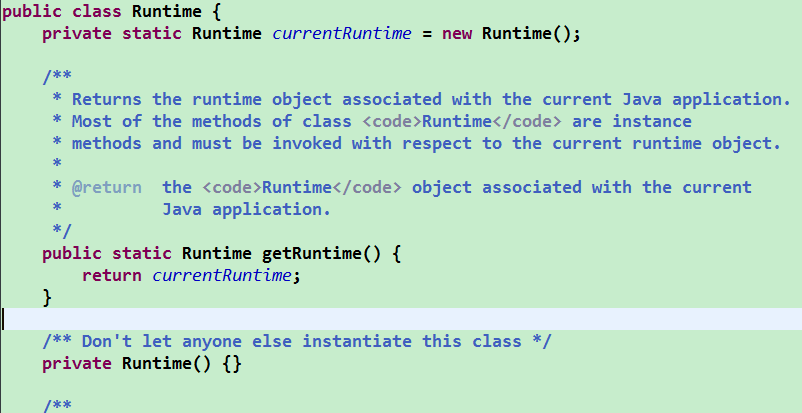 public class Runtime {
    private static Runtime currentRuntime = new Runtime();

    /**
     * Returns the runtime object associated with the current Java application.
     * Most of the methods of class <code>Runtime</code> are instance
     * methods and must be invoked with respect to the current runtime object.
     *
     * @return  the <code>Runtime</code> object associated with the current
     *          Java application.
     */
    public static Runtime getRuntime() {
        return currentRuntime;
    }

    /** Don't let anyone else instantiate this class */
    private Runtime() {}

    /**